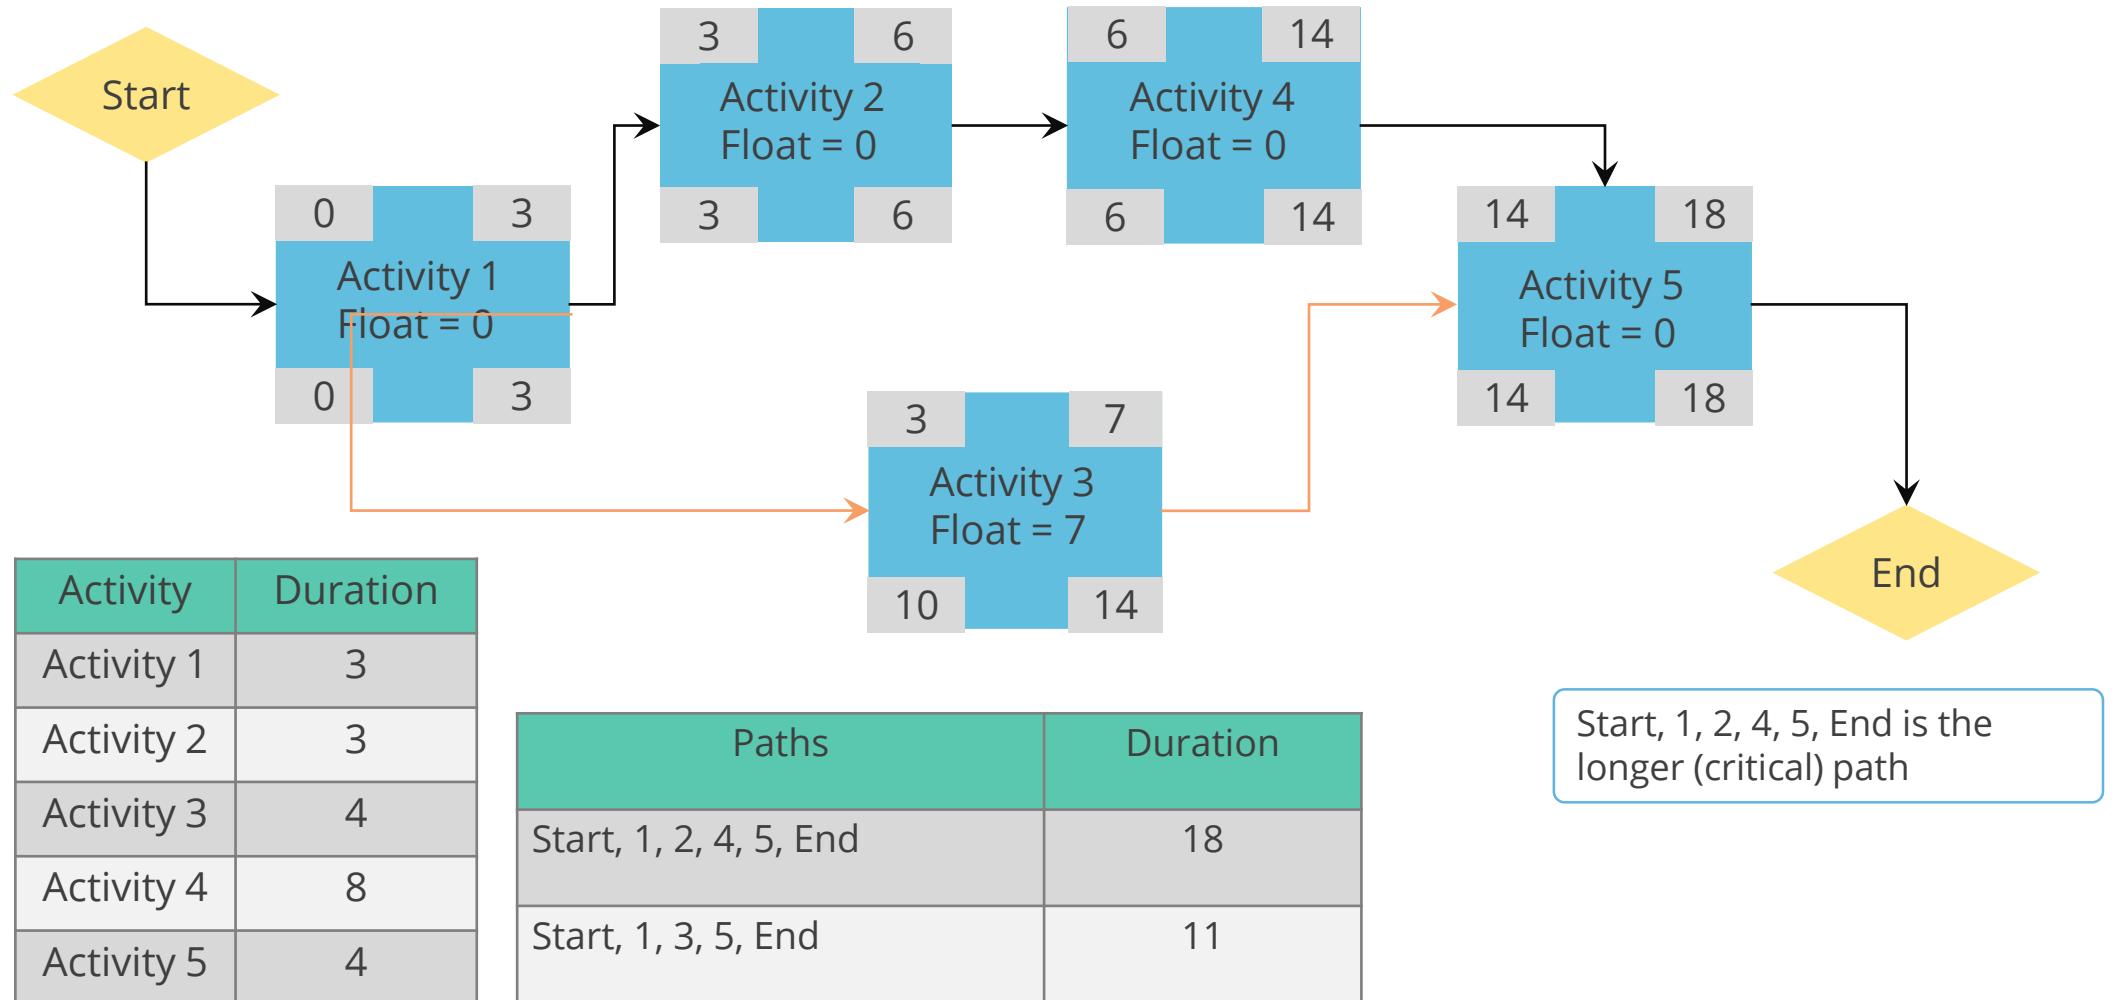 Start
3 6
Activity 2
Float = 0
3 6
6 14
Activity 4
Float = 0
6 14
0 3
Activity 1
Float = 0
0 3
14 18
Activity 5
Float = 0
14 18
3 7
Activity 3
Float = 7
10 14
End
Activity Duration
Activity 1 3
Activity 2 3
Activity 3 4
Activity 4 8
Activity 5 4
Paths Duration
Start, 1, 2, 4, 5, End 18
Start, 1, 3, 5, End 11
Start, 1, 2, 4, 5, End is the
longer (critical) path